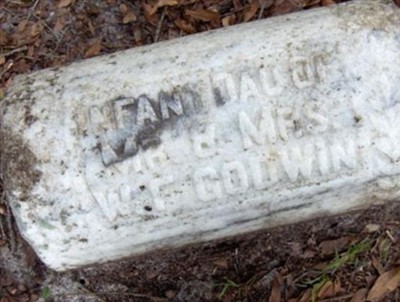 INFANT DAU OF
MR. & MRS.
W. F. GODWIN